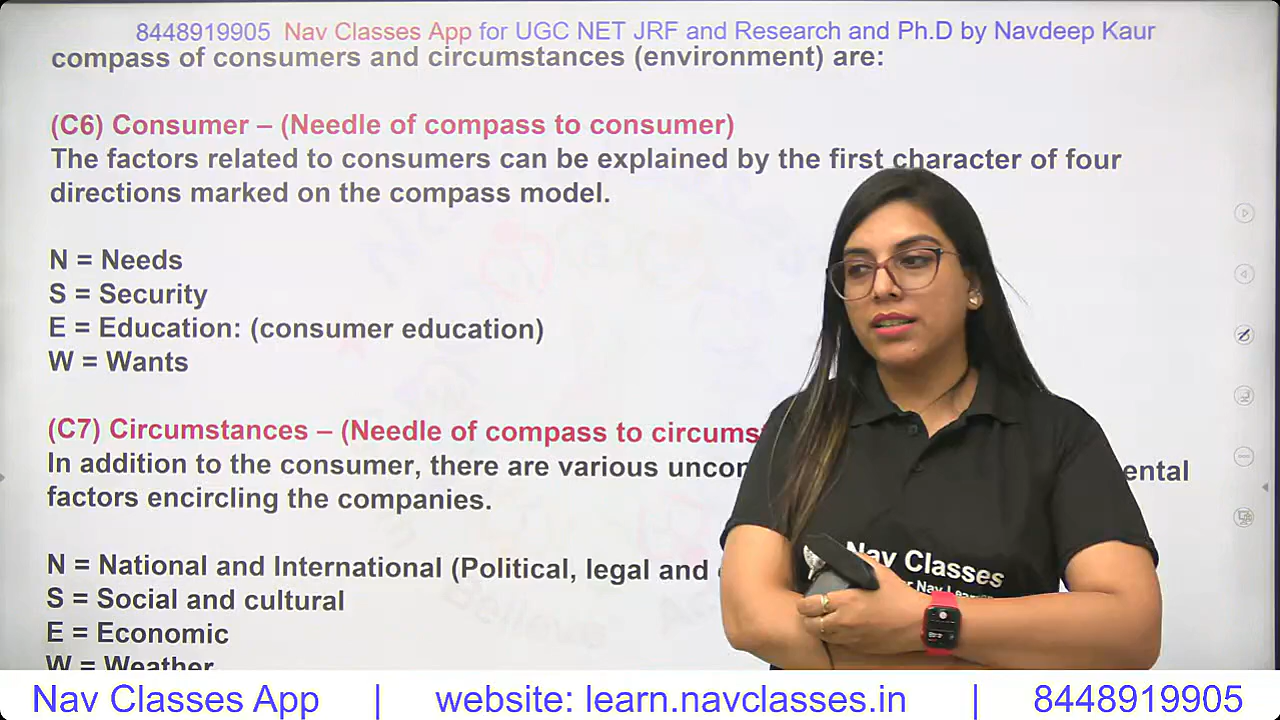 8448919905 Nav Classes App for UGC NET JRF and Research and Ph.D by Navdeep Kaur
compass of consumers and circumstances (environment) are:
(C6) Consumer – (Needle of compass to consumer)
The factors related to consumers can be explained by the first character of four
directions marked on the compass model.
N = Needs
S = Security
E = Education: (consumer education)
W = Wants
(C7) Circumstances – (Needle of compass to
In addition to the consumer, there are various
factors encircling the companies.
N = National and International (Political, legal and
S = Social and cultural
E = Economic
W = Weather
Nav Classes
Nav Classes App | website: learn.navclasses.in | 8448919905